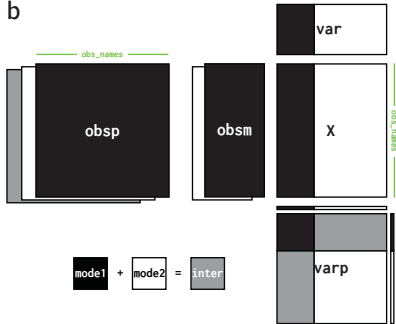 b
var
obs_names
obsp
obsm
X
obs_names
varp
mode1 + mode2 = inter